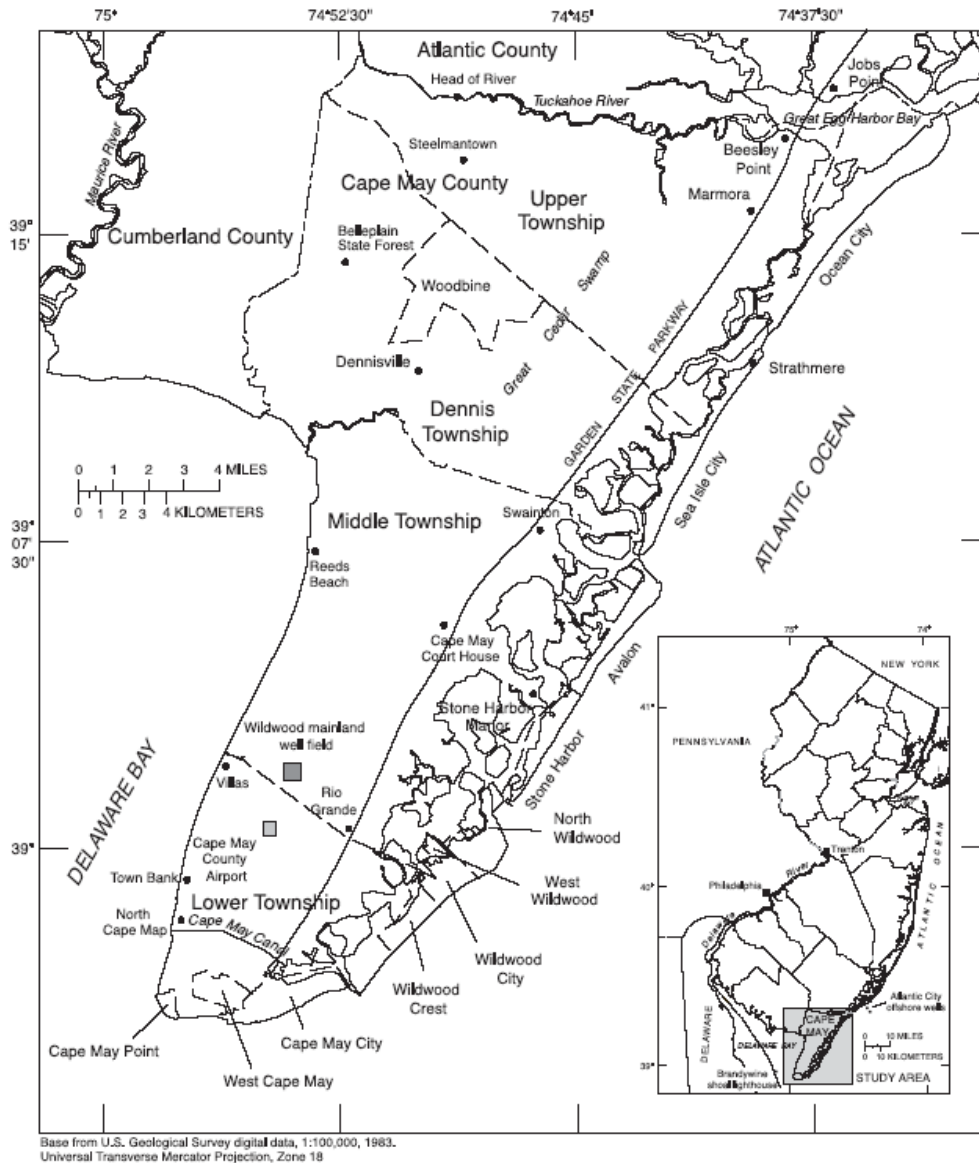 75°
74°52'30"
74°45'
74°37'30"
Atlantic County
Head of River
Tuckahoe River
Jobs
Point
Great Egg Harbor Bay
Beesley
Point
Maurice River
Steelmantown
Cape May County
Upper
Township
Marmora
39°
15'
Cumberland County
Belleplain
State Forest
Ocean City
Woodbine
Great Ceder Swamp
GARDEN STATE PARKWAY
Dennisville
Strathmere
Dennis
Township
ATLANTIC OCEAN
0 1 2 3 4 MILES
0 1 2 3 4 KILOMETERS
Sea Isle City
Swainton
Middle Township
39°
07'
30"
Reeds
Beach
Cape May
Court House
Avalon
Stone Harbor
Manor
Stone Harbor
Wildwood mainland
well field
Villas
Rio
Grande
DELAWARE BAY
North
Wildwood
39°
Cape May
County
Airport
Town Bank
West
Wildwood
Lower Township
North
Cape Map
Cape May Canal
Wildwood
City
Wildwood
Crest
Cape May Point
Cape May City
West Cape May
75°
74°
NEW YORK
41°
PENNSYLVANIA
Trenton
River
Philadelphia
40°
Delaware
ATLANTIC OCEAN
Atlantic City
offshore wells
CAPE
MAY
DELAWARE
DELAWARE BAY
0 10 MILES
0 10 KILOMETERS
39°
Brandywine
shoal lighthouse
STUDY AREA
Base from U.S. Geological Survey digital data, 1:100,000, 1983.
Universal Transverse Mercator Projection, Zone 18